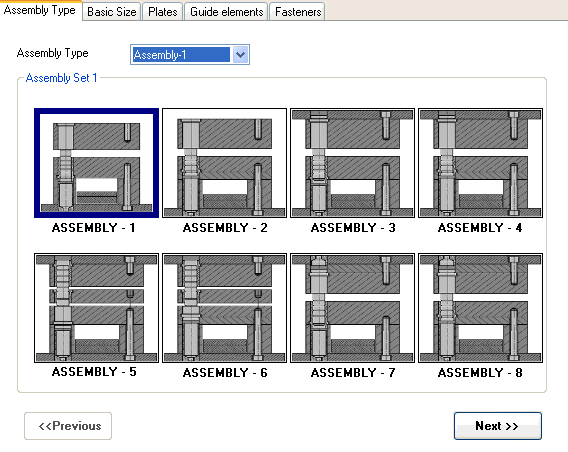 Assembly Type Basic Size Plates Guide elements Fasteners
Assembly Type Assembly-1
Assembly Set 1
ASSEMBLY - 1 ASSEMBLY - 2 ASSEMBLY - 3 ASSEMBLY - 4
ASSEMBLY - 5 ASSEMBLY - 6 ASSEMBLY - 7 ASSEMBLY - 8
<<Previous Next >>